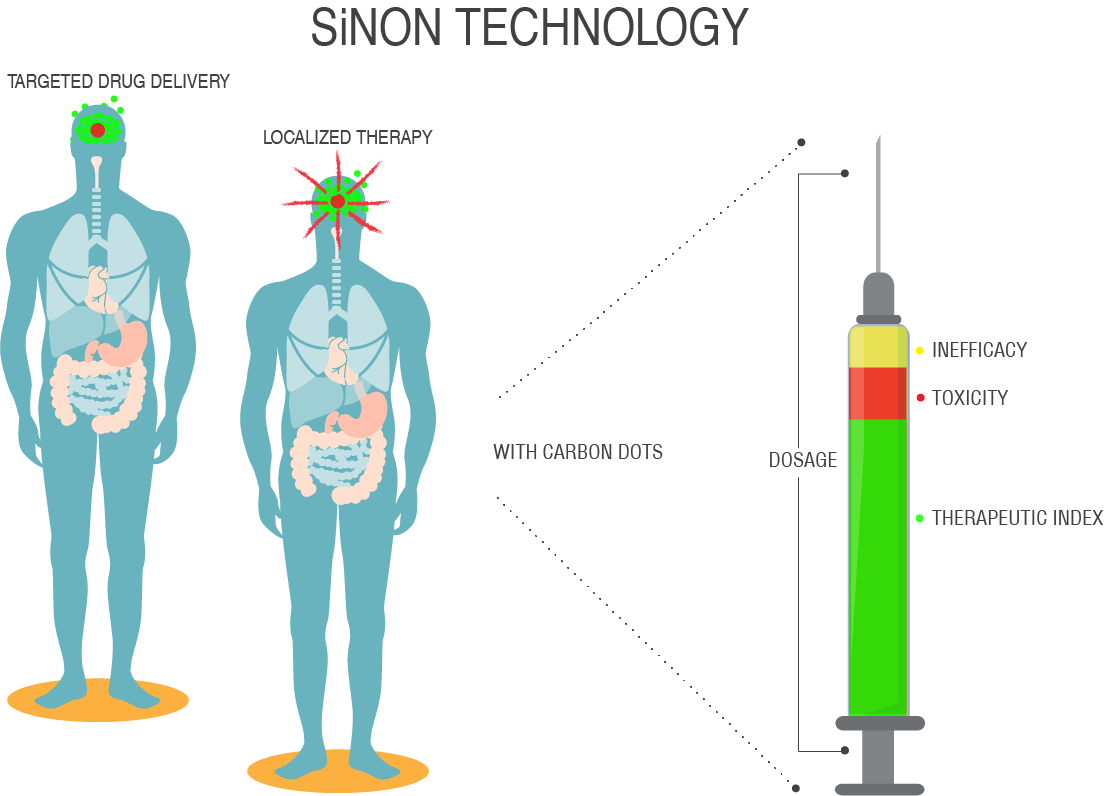 SiNON TECHNOLOGY
TARGETED DRUG DELIVERY
LOCALIZED THERAPY
WITH CARBON DOTS
DOSAGE
INEFFICACY
TOXICITY
THERAPEUTIC INDEX